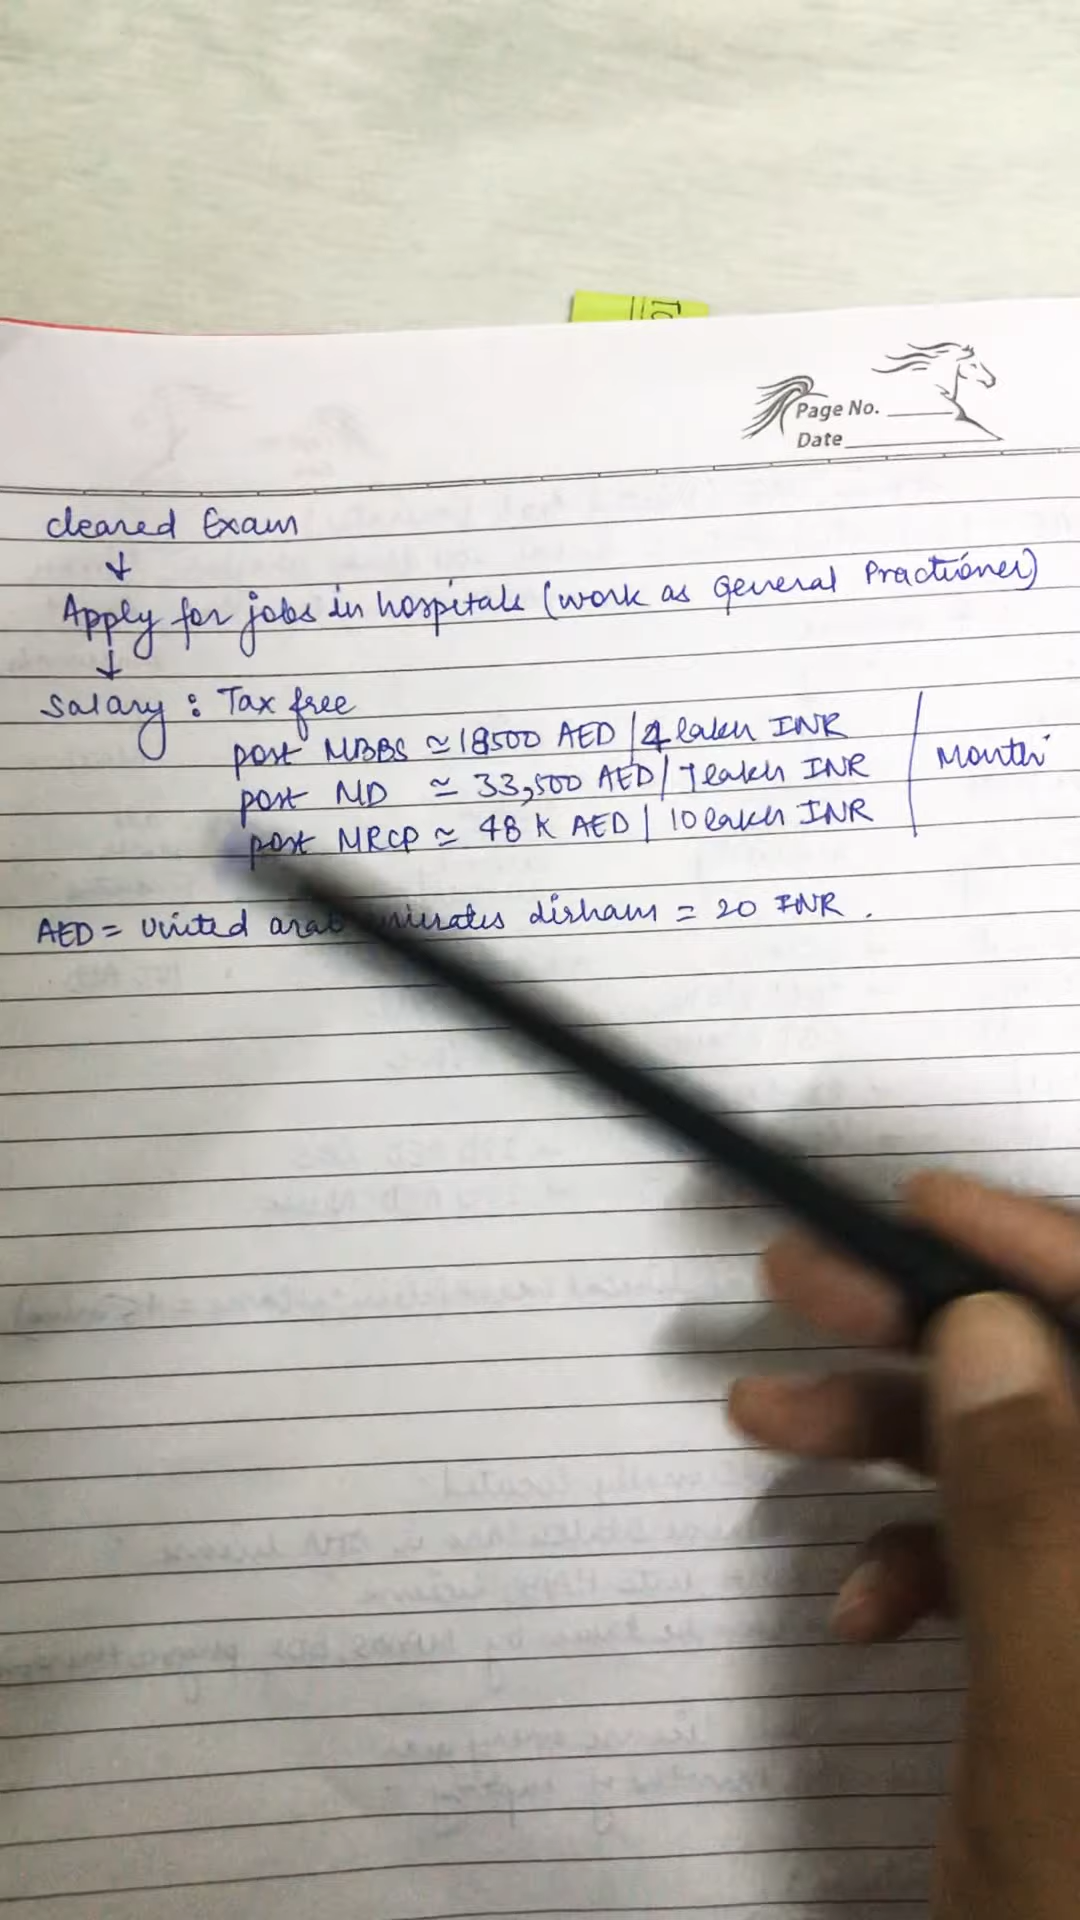 Page No.
Date
cleared Exam
↓
Apply for jobs in hospitals (work as General Practioner)
↓
Salary : Tax free
post MBBS ≃ 18500 AED / 4 lakh INR
post MD ≃ 33,500 AED / 7 lakh INR
post MRCP ≃ 48 K AED / 10 lakh INR
/ Month
AED = United arab emirates dirham = 20 INR .